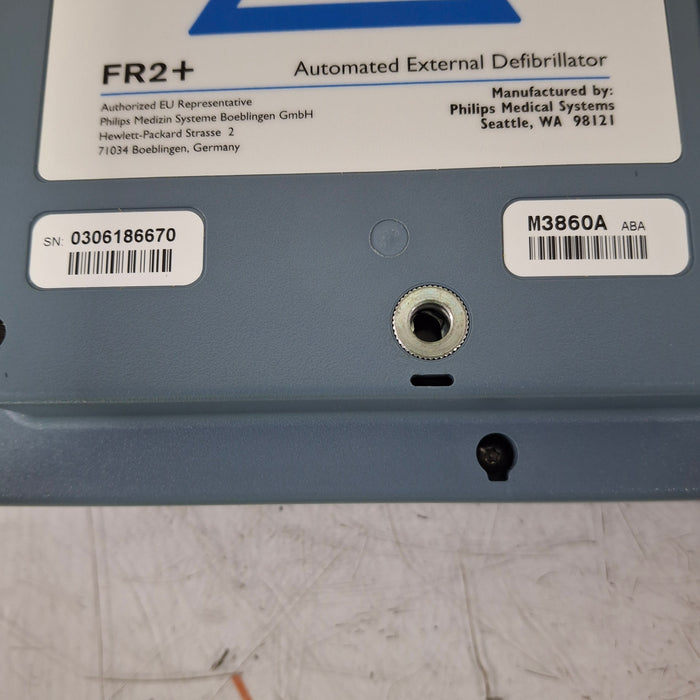 FR2+
Automated External Defibrillator
Authorized EU Representative
Philips Medizin Systeme Boeblingen GmbH
Hewlett-Packard Strasse 2
71034 Boeblingen, Germany
Manufactured by:
Philips Medical Systems
Seattle, WA 98121
SN: 0306186670
M3860A ABA